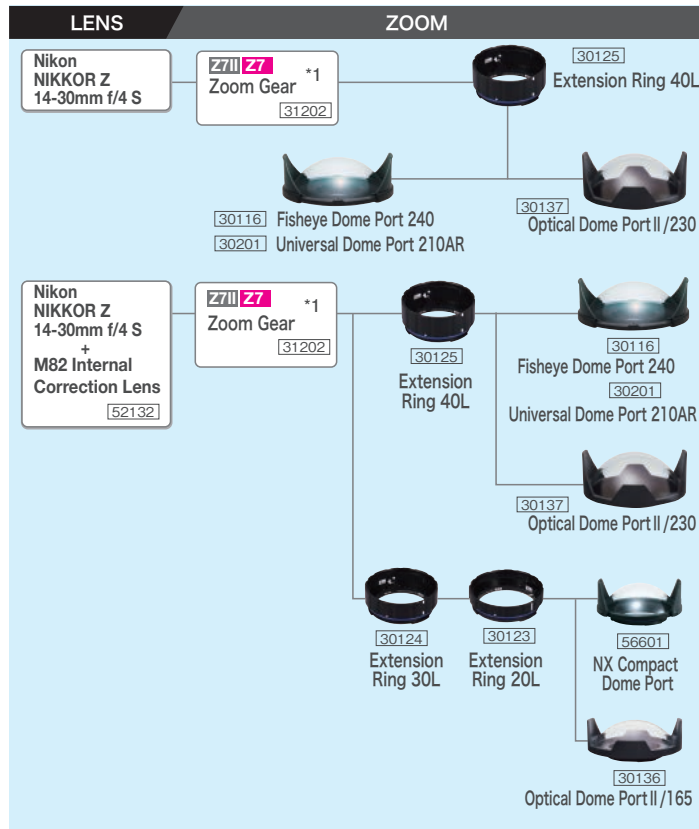 LENS
ZOOM
Nikon
NIKKOR Z
14-30mm f/4 S
Z7II Z7
Zoom Gear *1
31202
30125
Extension Ring 40L
30116 Fisheye Dome Port 240
30201 Universal Dome Port 210AR
30137
Optical Dome Port II /230
Nikon
NIKKOR Z
14-30mm f/4 S
+
M82 Internal
Correction Lens
52132
Z7II Z7
Zoom Gear *1
31202
30125
Extension
Ring 40L
30116
Fisheye Dome Port 240
30201
Universal Dome Port 210AR
30137
Optical Dome Port II /230
30124
Extension
Ring 30L
30123
Extension
Ring 20L
56601
NX Compact
Dome Port
30136
Optical Dome Port II /165